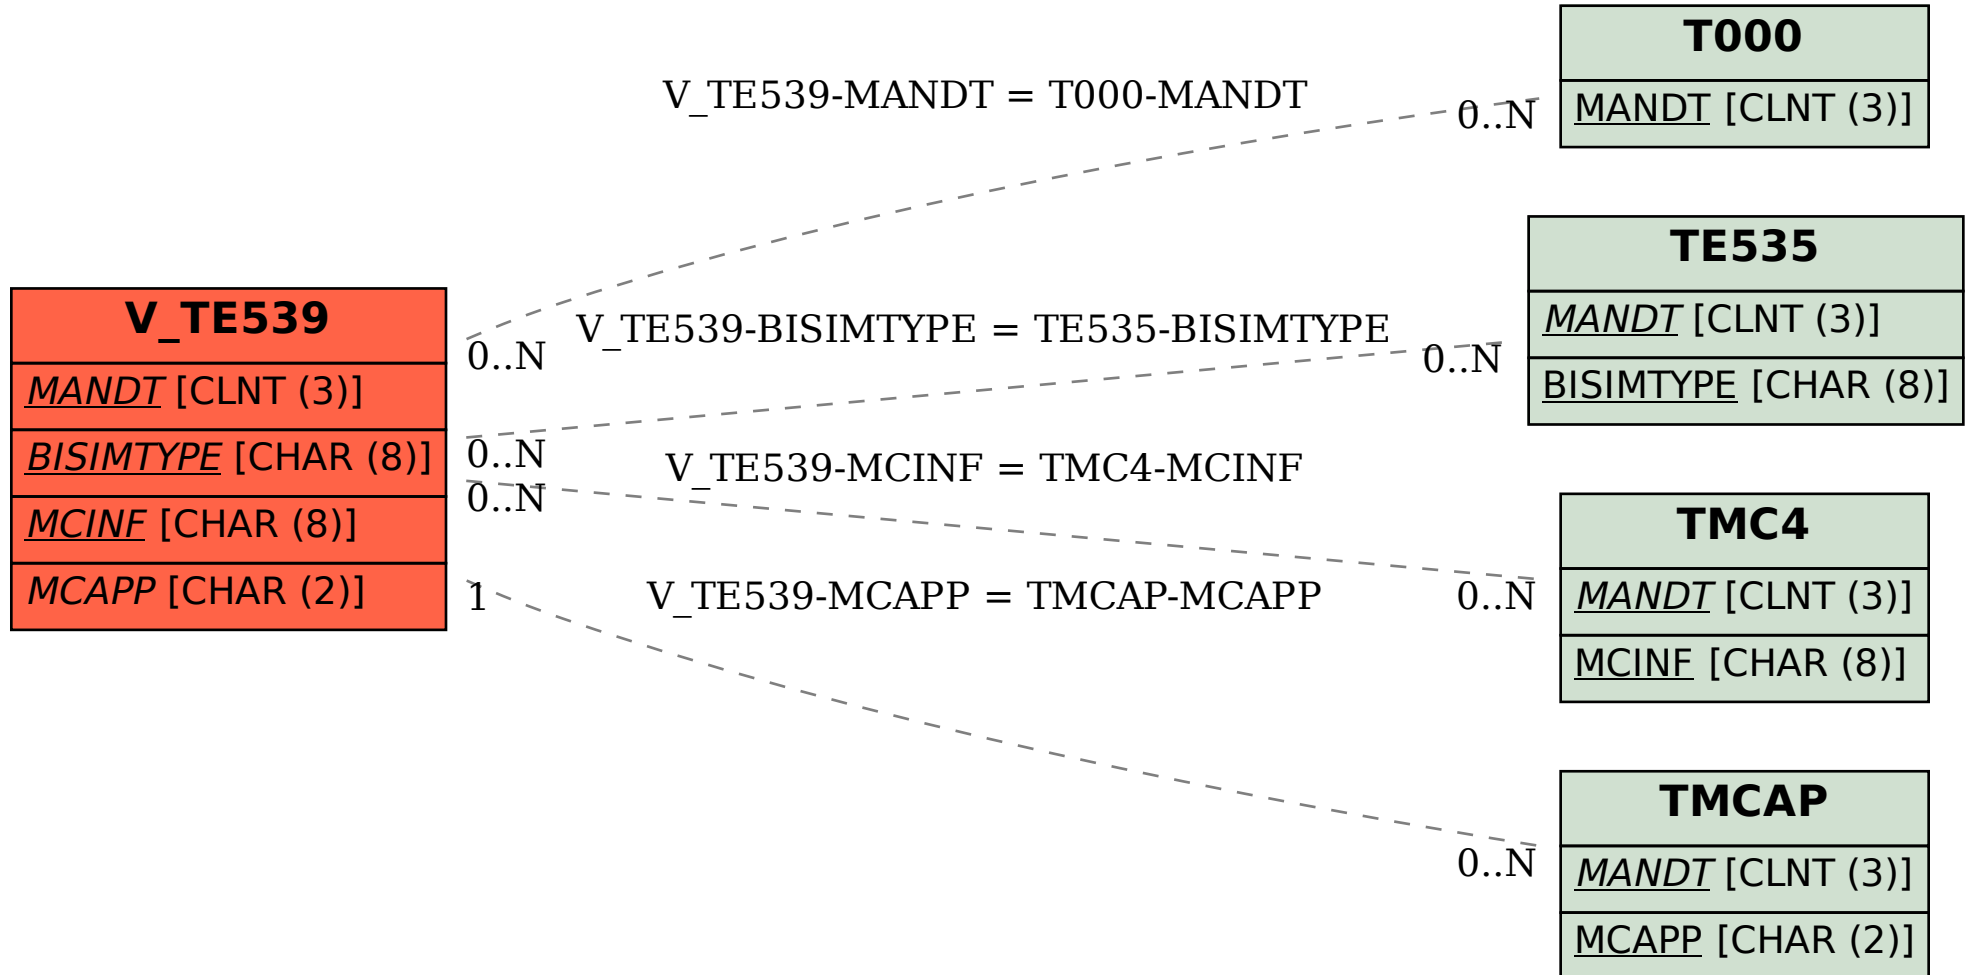 T000
MANDT [CLNT (3)]
V_TE539-MANDT = T000-MANDT
0..N
TE535
MANDT [CLNT (3)]
BISIMTYPE [CHAR (8)]
V_TE539
MANDT [CLNT (3)]
BISIMTYPE [CHAR (8)]
MCINF [CHAR (8)]
MCAPP [CHAR (2)]
0..N
V_TE539-BISIMTYPE = TE535-BISIMTYPE
0..N
0..N
V_TE539-MCINF = TMC4-MCINF
0..N
TMC4
MANDT [CLNT (3)]
MCINF [CHAR (8)]
1
V_TE539-MCAPP = TMCAP-MCAPP
0..N
TMCAP
MANDT [CLNT (3)]
MCAPP [CHAR (2)]
0..N